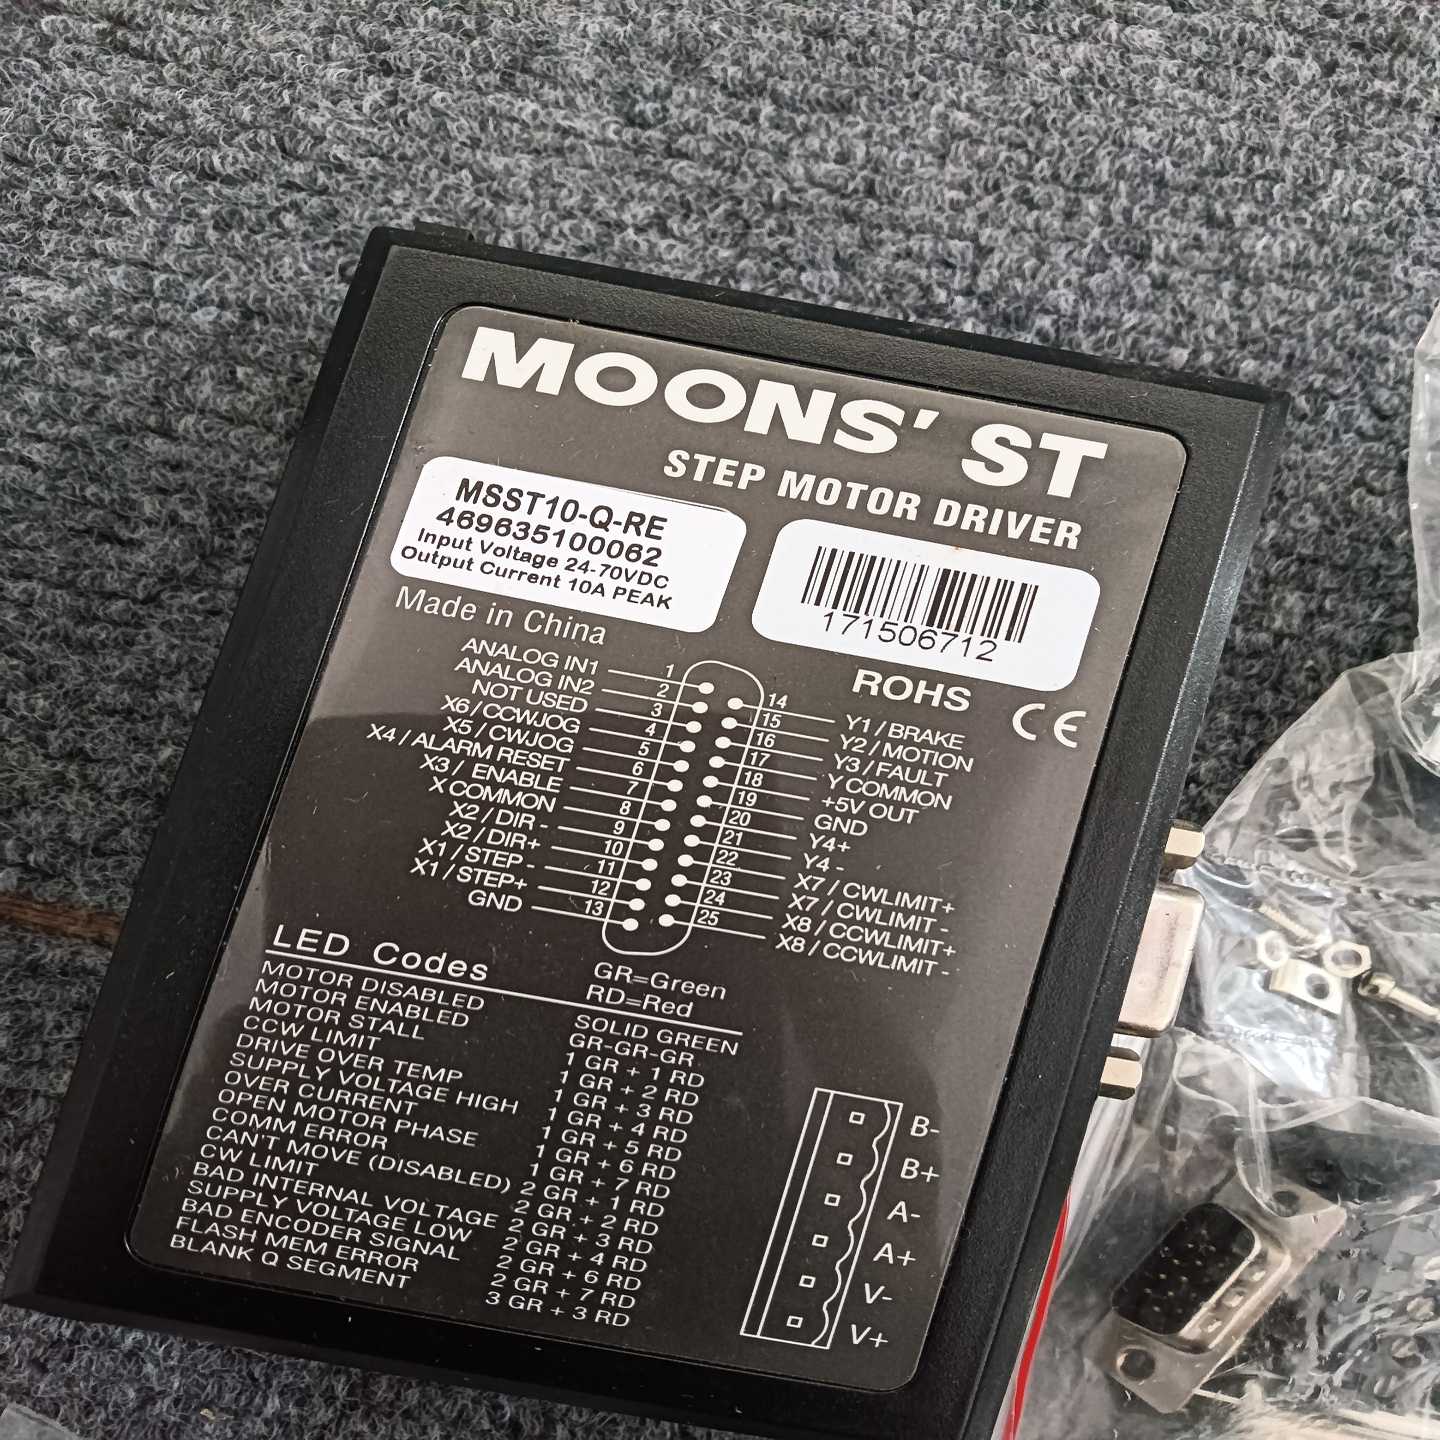 MOONS' ST
STEP MOTOR DRIVER
MSST10-Q-RE
469635100062
Input Voltage 24-70VDC
Output Current 10A PEAK
171506712
Made in China
ROHS
CE
ANALOG IN1 1
ANALOG IN2 2
NOT USED 3
X6 / CCWJOG 4
X5 / CWJOG 5
X4 / ALARM RESET 6
X3 / ENABLE 7
X COMMON 8
X2 / DIR - 9
X2 / DIR+ 10
X1 / STEP - 11
X1 / STEP+ 12
GND 13
14 Y1 / BRAKE
15 Y2 / MOTION
16 Y3 / FAULT
17 Y COMMON
18 +5V OUT
19 GND
20 Y4+
21 Y4 -
22 X7 / CWLIMIT+
23 X7 / CWLIMIT -
24 X8 / CCWLIMIT+
25 X8 / CCWLIMIT -
LED Codes
GR=Green
RD=Red
MOTOR DISABLED SOLID GREEN
MOTOR ENABLED GR-GR-GR
MOTOR STALL 1 GR + 1 RD
CCW LIMIT 1 GR + 2 RD
DRIVE OVER TEMP 1 GR + 3 RD
SUPPLY VOLTAGE HIGH 1 GR + 4 RD
OVER CURRENT 1 GR + 5 RD
OPEN MOTOR PHASE 1 GR + 6 RD
COMM ERROR 1 GR + 7 RD
CAN'T MOVE (DISABLED) 2 GR + 1 RD
CW LIMIT 2 GR + 2 RD
BAD INTERNAL VOLTAGE 2 GR + 3 RD
SUPPLY VOLTAGE LOW 2 GR + 4 RD
BAD ENCODER SIGNAL 2 GR + 6 RD
FLASH MEM ERROR 2 GR + 7 RD
BLANK Q SEGMENT 3 GR + 3 RD
B-
B+
A-
A+
V-
V+